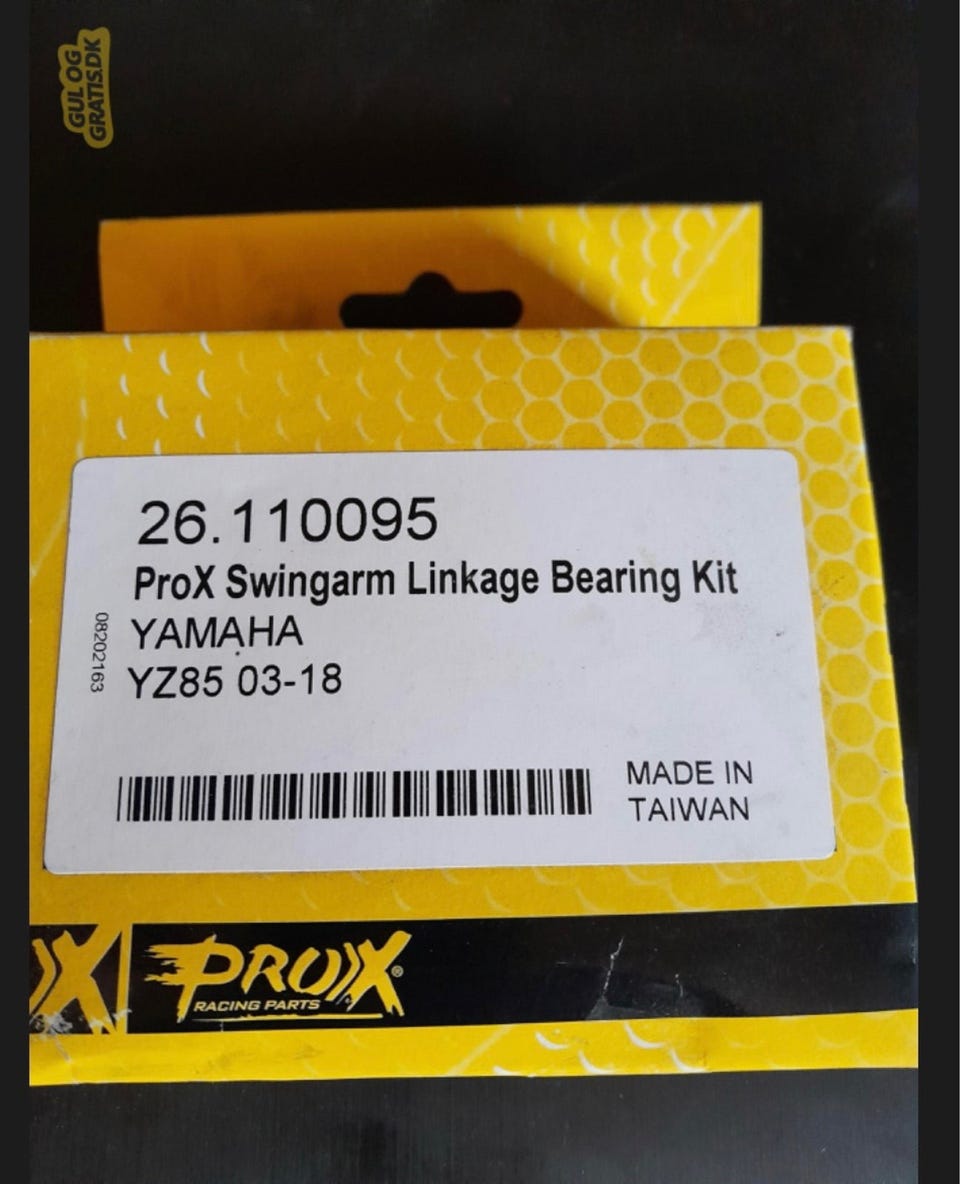 GUL OG
GRATIS.DK
26.110095
ProX Swingarm Linkage Bearing Kit
YAMAHA
YZ85 03-18
08202163
MADE IN
TAIWAN
X
PROX®
RACING PARTS